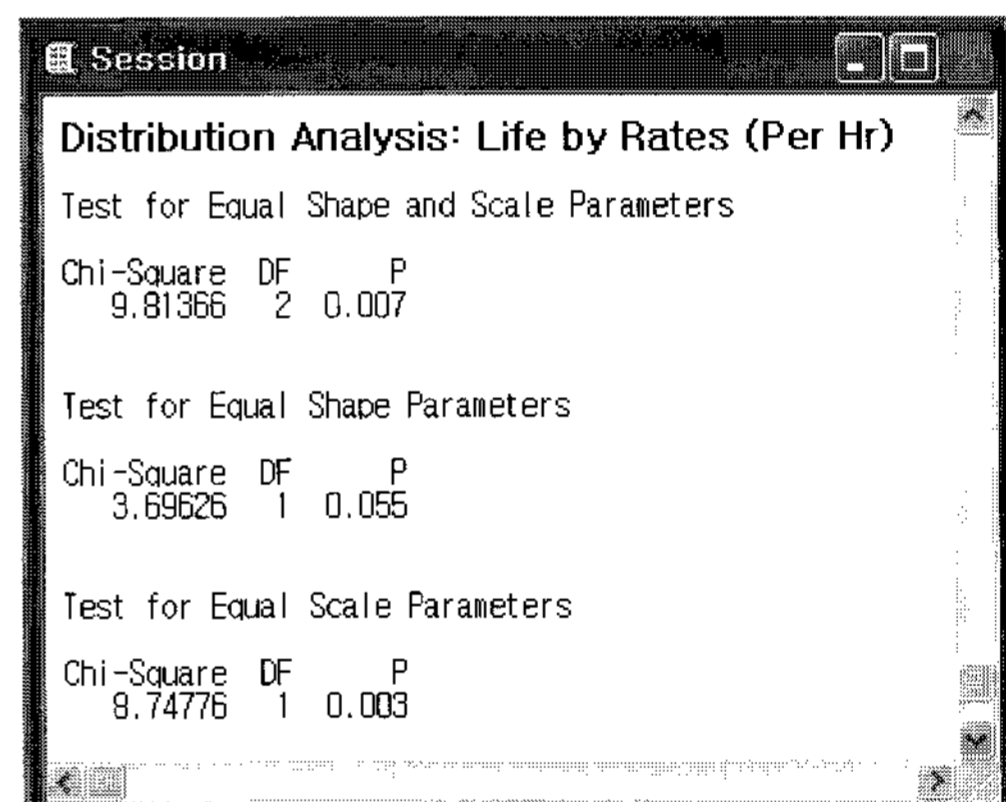 Session
Distribution Analysis: Life by Rates (Per Hr)
Test for Equal Shape and Scale Parameters
Chi-Square DF P
9.81366 2 0.007
Test for Equal Shape Parameters
Chi-Square DF P
3.69626 1 0.055
Test for Equal Scale Parameters
Chi-Square DF P
8.74776 1 0.003